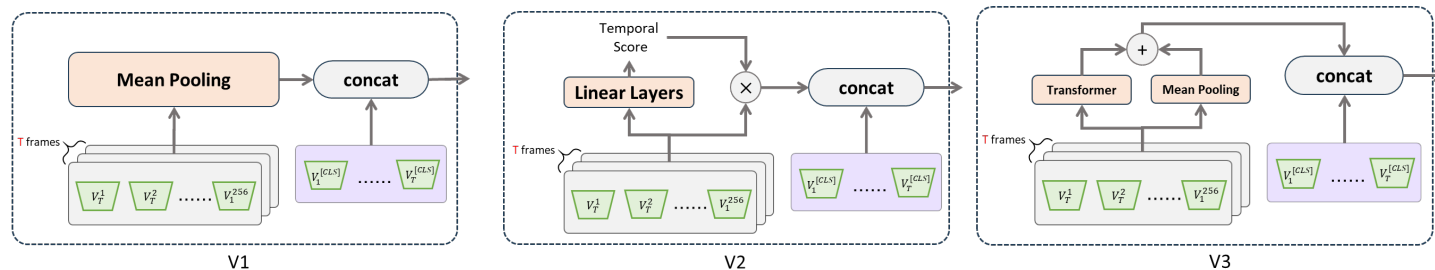 Mean Pooling
concat
T frames
V_T^1 V_T^2 ...... V_1^256
V_1^[CLS] ...... V_T^[CLS]
V1
Temporal
Score
Linear Layers
×
concat
T frames
V_T^1 V_T^2 ...... V_1^256
V_1^[CLS] ...... V_T^[CLS]
V2
+
Transformer
Mean Pooling
concat
T frames
V_T^1 V_T^2 ...... V_1^256
V_1^[CLS] ...... V_T^[CLS]
V3